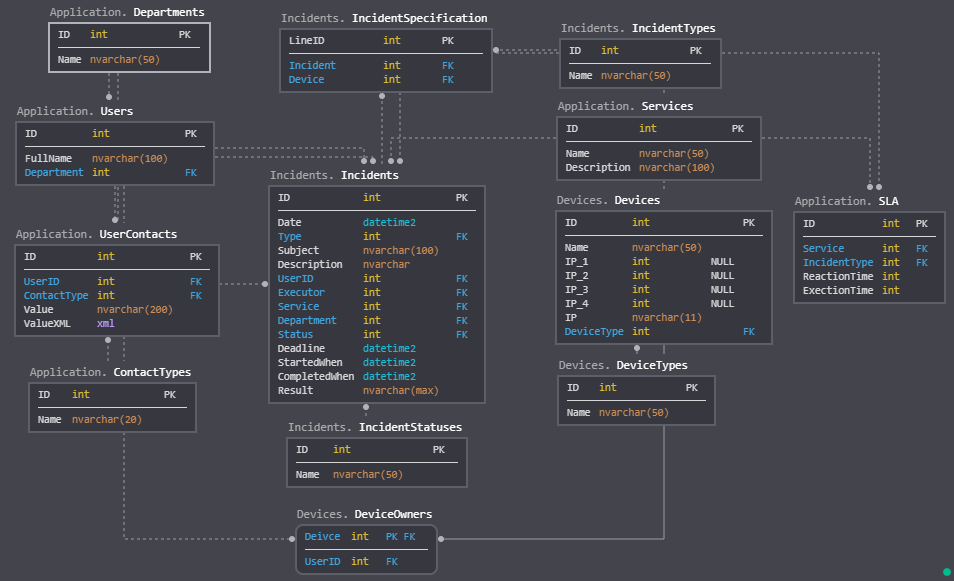 Application. Departments
ID int PK
Name nvarchar(50)
Application. Users
ID int PK
FullName nvarchar(100)
Department int FK
Application. UserContacts
ID int PK
UserID int FK
ContactType int FK
Value nvarchar(200)
ValueXML xml
Application. ContactTypes
ID int PK
Name nvarchar(20)
Incidents. IncidentSpecification
LineID int PK
Incident int FK
Device int FK
Incidents. Incidents
ID int PK
Date datetime2
Type int FK
Subject nvarchar(100)
Description nvarchar
UserID int FK
Executor int FK
Service int FK
Department int FK
Status int FK
Deadline datetime2
StartedWhen datetime2
CompletedWhen datetime2
Result nvarchar(max)
Incidents. IncidentStatuses
ID int PK
Name nvarchar(50)
Devices. DeviceOwners
Deivce int PK FK
UserID int FK
Incidents. IncidentTypes
ID int PK
Name nvarchar(50)
Application. Services
ID int PK
Name nvarchar(50)
Description nvarchar(100)
Devices. Devices
ID int PK
Name nvarchar(50)
IP_1 int NULL
IP_2 int NULL
IP_3 int NULL
IP_4 int NULL
IP nvarchar(11)
DeviceType int FK
Devices. DeviceTypes
ID int PK
Name nvarchar(50)
Application. SLA
ID int PK
Service int FK
IncidentType int FK
ReactionTime int
ExectionTime int